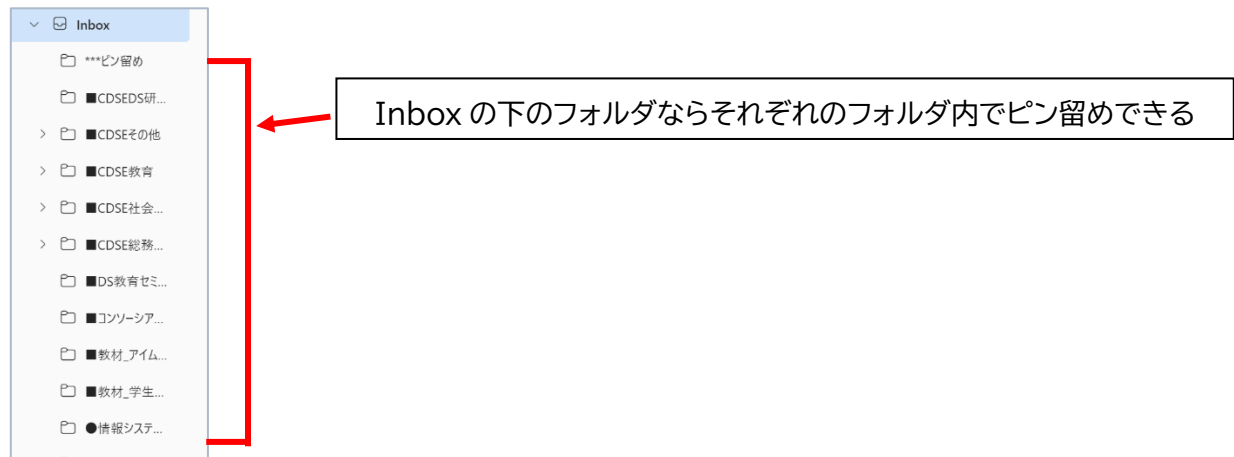 Inbox
***ピン留め
■CDSEDS研...
■CDSEその他
■CDSE教育
■CDSE社会...
■CDSE総務...
■DS教育セミ...
■コンソーシア...
■教材_アイム...
■教材_学生...
●情報システ...
Inbox の下のフォルダならそれぞれのフォルダ内でピン留めできる